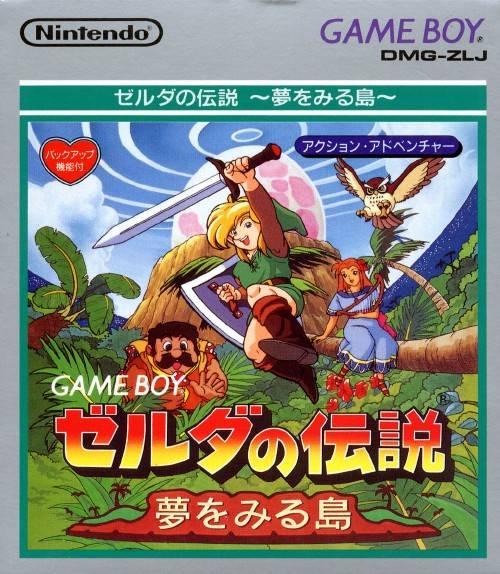 Nintendo
GAME BOY®
DMG-ZLJ
ゼルダの伝説 ～夢をみる島～
バックアップ
機能付
アクション・アドベンチャー
GAME BOY
ゼルダの伝説
®
夢をみる島